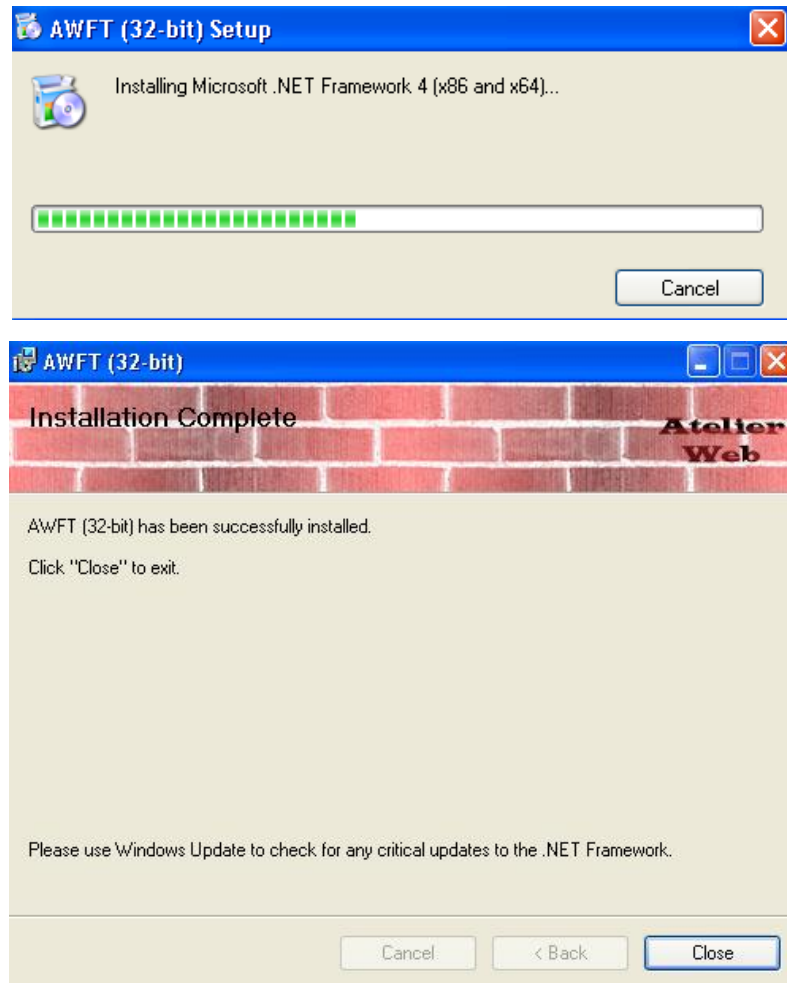 AWFT (32-bit) Setup
Installing Microsoft .NET Framework 4 (x86 and x64)...
Cancel
AWFT (32-bit)
Installation Complete
Atelier
Web
AWFT (32-bit) has been successfully installed.
Click "Close" to exit.
Please use Windows Update to check for any critical updates to the .NET Framework.
Cancel
< Back
Close